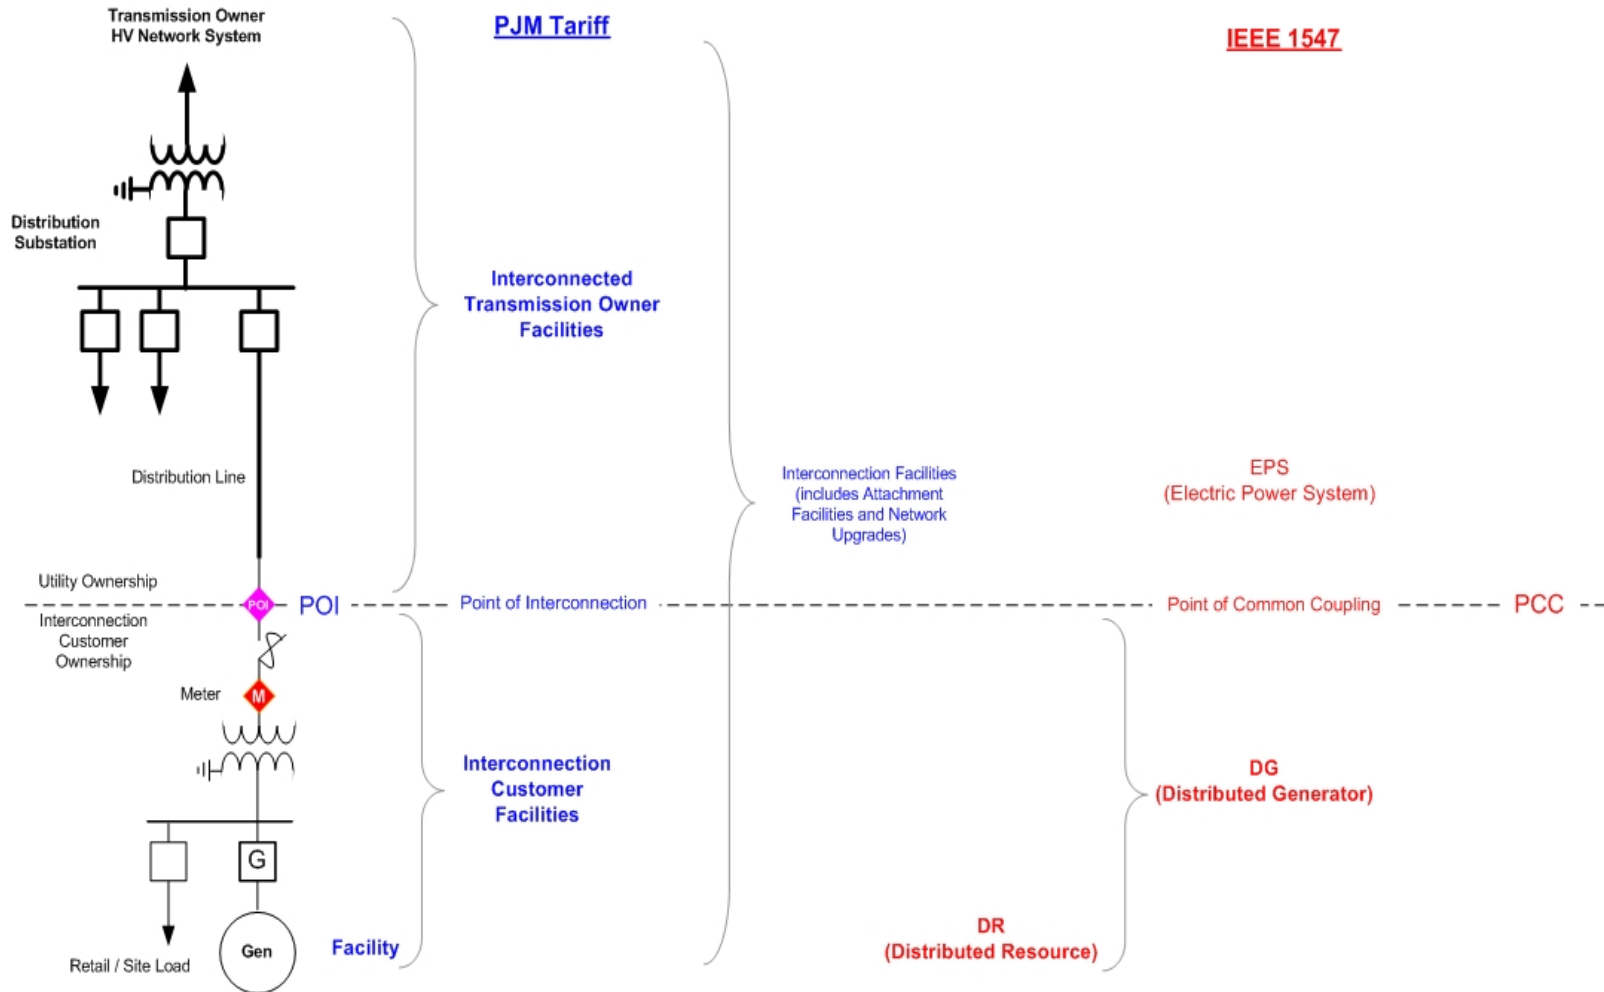 Transmission Owner
HV Network System
PJM Tariff
IEEE 1547
Distribution
Substation
Interconnected
Transmission Owner
Facilities
Distribution Line
Interconnection Facilities
(includes Attachment
Facilities and Network
Upgrades)
EPS
(Electric Power System)
Utility Ownership
POI
POI
Point of Interconnection
Point of Common Coupling
PCC
Interconnection
Customer
Ownership
Meter
M
Interconnection
Customer
Facilities
DG
(Distributed Generator)
G
Gen
Facility
DR
(Distributed Resource)
Retail / Site Load